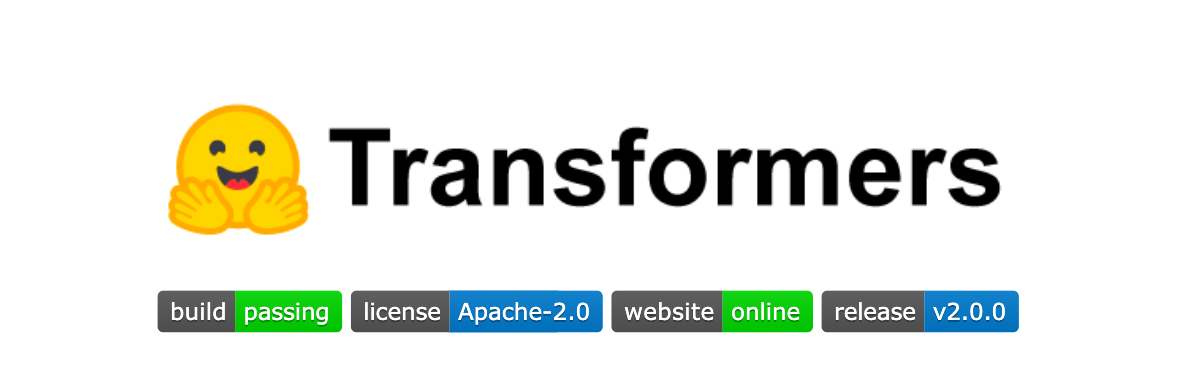 Transformers
build passing license Apache-2.0 website online release v2.0.0